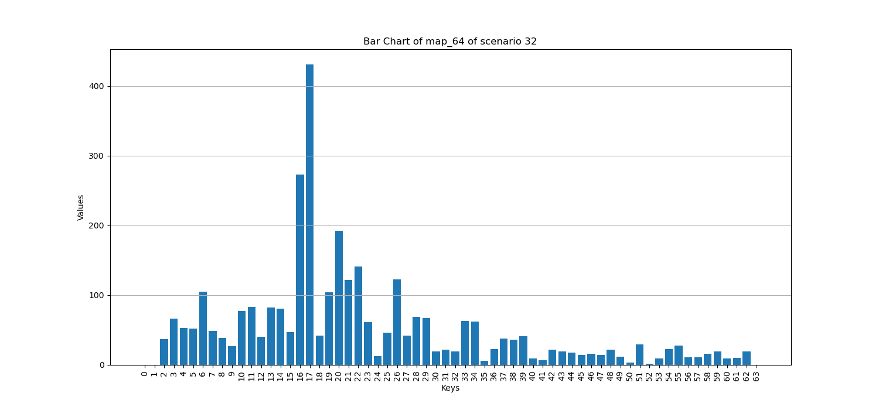 Bar Chart of map_64 of scenario 32
Values
400
300
200
100
0
0 1 2 3 4 5 6 7 8 9 10 11 12 13 14 15 16 17 18 19 20 21 22 23 24 25 26 27 28 29 30 31 32 33 34 35 36 37 38 39 40 41 42 43 44 45 46 47 48 49 50 51 52 53 54 55 56 57 58 59 60 61 62 63
Keys